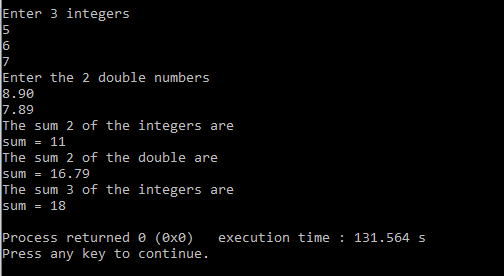 Enter 3 integers
5
6
7
Enter the 2 double numbers
8.90
7.89
The sum 2 of the integers are
sum = 11
The sum 2 of the double are
sum = 16.79
The sum 3 of the integers are
sum = 18
Process returned 0 (0x0)   execution time : 131.564 s
Press any key to continue.